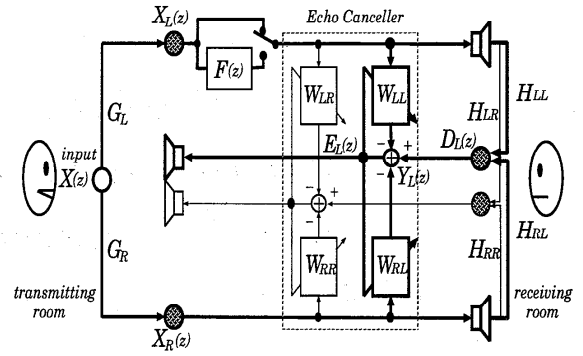 X_L(z)
Echo Canceller
F(z)
G_L
W_LR
W_LL
H_LR
H_LL
E_L(z)
D_L(z)
input
X(z)
Y_L(z)
G_R
W_RR
W_RL
H_RR
H_RL
transmitting
room
X_R(z)
receiving
room